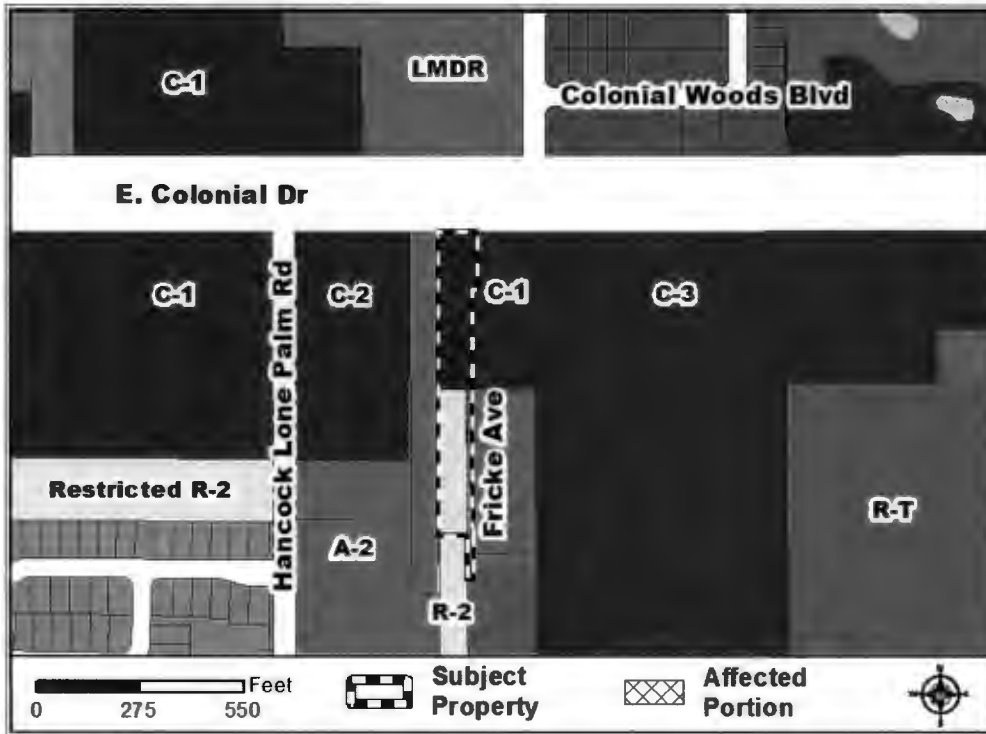 C-1
LMDR
Colonial Woods Blvd
E. Colonial Dr
C-1
Hancock Lone Palm Rd
C-2
C-1
C-3
Fricke Ave
Restricted R-2
A-2
R-2
R-T
Feet
0 275 550
Subject
Property
Affected
Portion